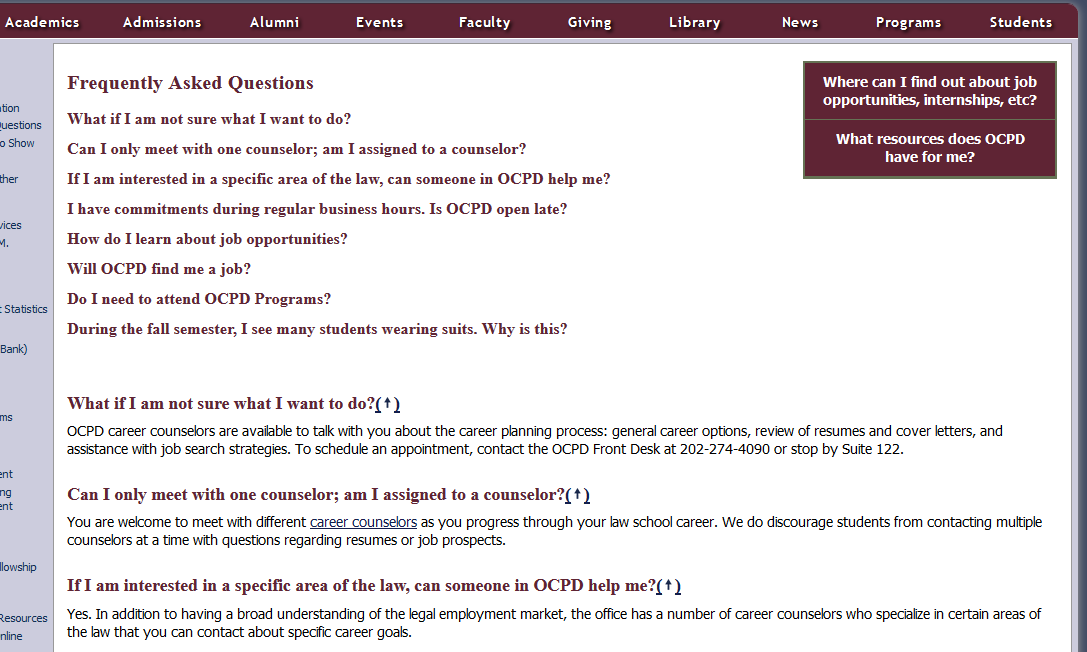 Academics Admissions Alumni Events Faculty Giving Library News Programs Students
Frequently Asked Questions
What if I am not sure what I want to do?
Can I only meet with one counselor; am I assigned to a counselor?
If I am interested in a specific area of the law, can someone in OCPD help me?
I have commitments during regular business hours. Is OCPD open late?
How do I learn about job opportunities?
Will OCPD find me a job?
Do I need to attend OCPD Programs?
During the fall semester, I see many students wearing suits. Why is this?
Where can I find out about job
opportunities, internships, etc?
What resources does OCPD
have for me?
What if I am not sure what I want to do?(↑)
OCPD career counselors are available to talk with you about the career planning process: general career options, review of resumes and cover letters, and
assistance with job search strategies. To schedule an appointment, contact the OCPD Front Desk at 202-274-4090 or stop by Suite 122.
Can I only meet with one counselor; am I assigned to a counselor?(↑)
You are welcome to meet with different career counselors as you progress through your law school career. We do discourage students from contacting multiple
counselors at a time with questions regarding resumes or job prospects.
If I am interested in a specific area of the law, can someone in OCPD help me?(↑)
Yes. In addition to having a broad understanding of the legal employment market, the office has a number of career counselors who specialize in certain areas of
the law that you can contact about specific career goals.
tion
uestions
o Show
ther
vices
M.
t Statistics
Bank)
ms
ent
ng
ent
llowship
Resources
nline